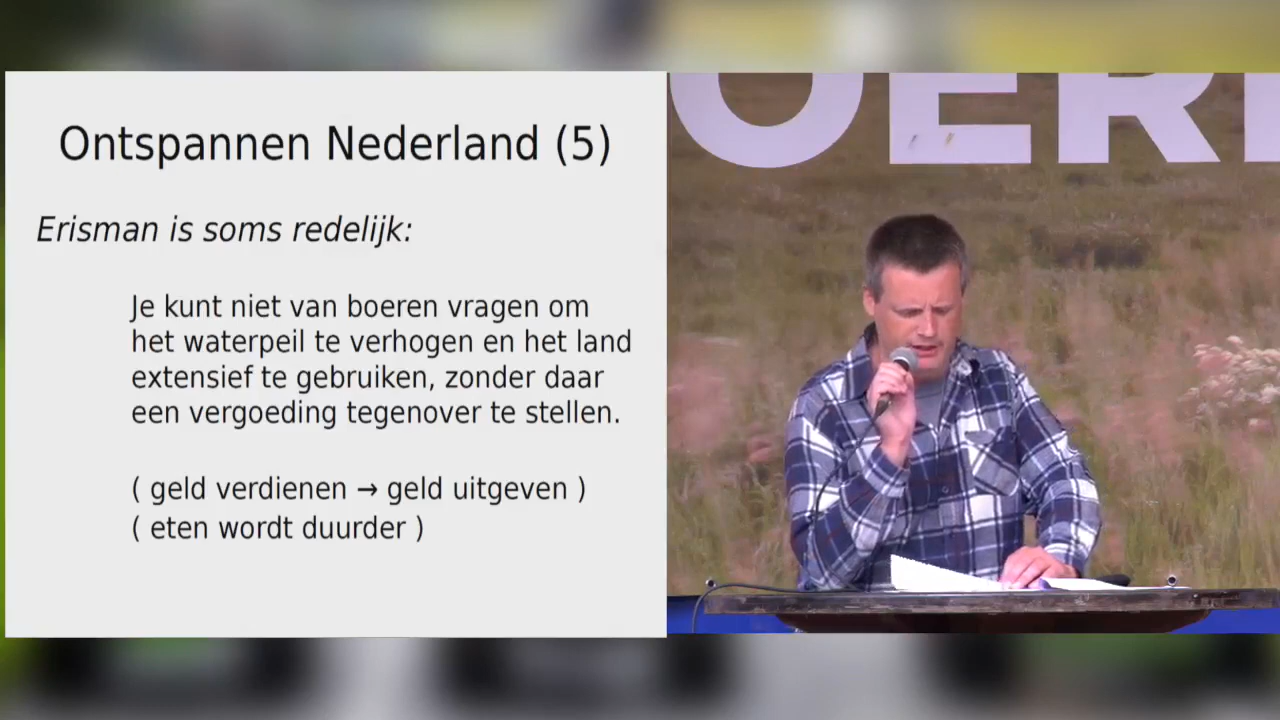 Ontspannen Nederland (5)
Erisman is soms redelijk:
Je kunt niet van boeren vragen om
het waterpeil te verhogen en het land
extensief te gebruiken, zonder daar
een vergoeding tegenover te stellen.
( geld verdienen → geld uitgeven )
( eten wordt duurder )
OER